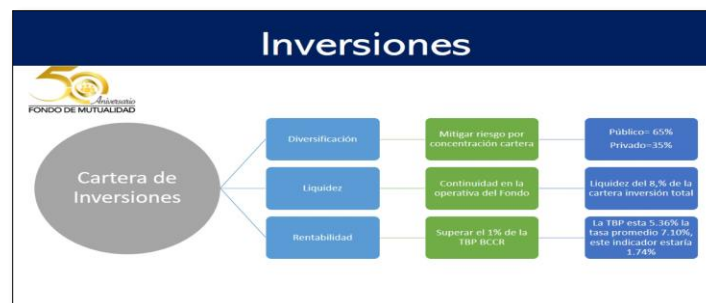 Inversiones
50
Aniversario
FONDO DE MUTUALIDAD
Cartera de
Inversiones
Diversificación
Mitigar riesgo por
concentración cartera
Público= 65%
Privado=35%
Liquidez
Continuidad en la
operativa del Fondo
Liquidez del 8,% de la
cartera inversión total
Rentabilidad
Superar el 1% de la
TBP BCCR
La TBP esta 5.36% la
tasa promedio 7.10%,
este indicador estaría
1.74%